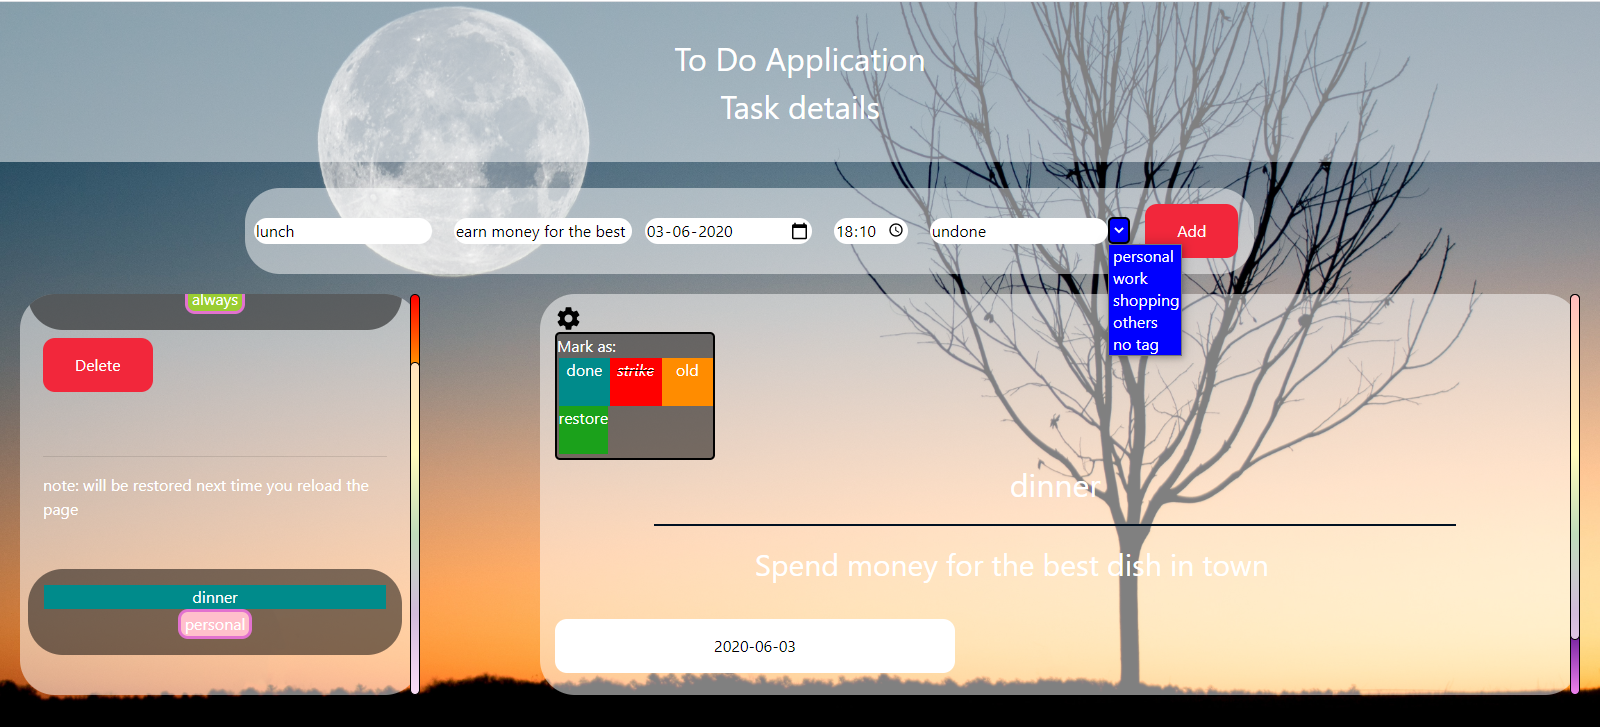 To Do Application
Task details
lunch
earn money for the best
03-06-2020
18:10
undone
Add
personal
work
shopping
others
no tag
always
Delete
note: will be restored next time you reload the
page
dinner
personal
Mark as:
done
strike
old
restore
dinner
Spend money for the best dish in town
2020-06-03